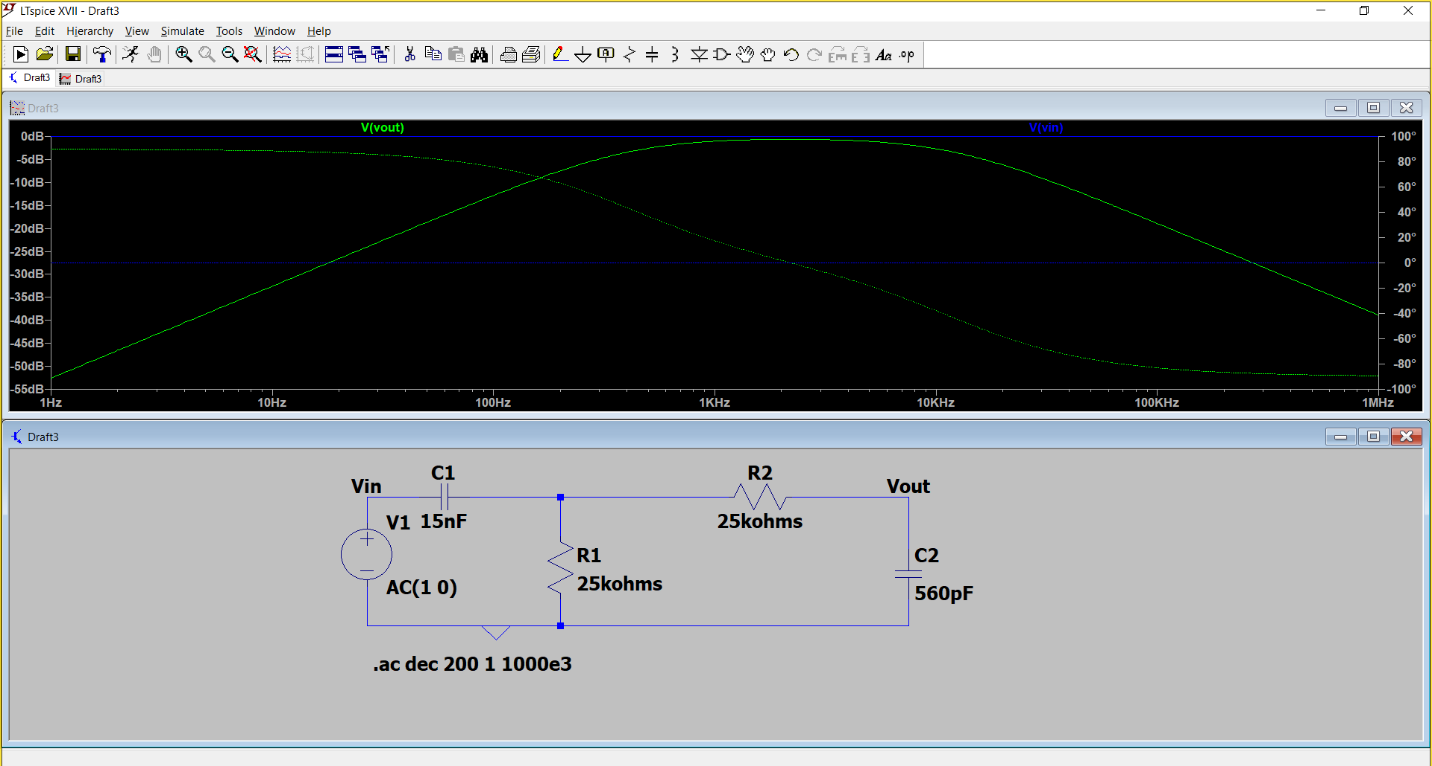 LTspice XVII - Draft3
File Edit Hierarchy View Simulate Tools Window Help
Aa .op
Draft3 Draft3
Draft3
V(vout) V(vin)
0dB 100°
-5dB 80°
-10dB 60°
-15dB 40°
-20dB 20°
-25dB 0°
-30dB -20°
-35dB -40°
-40dB -60°
-45dB -80°
-50dB -100°
-55dB
1Hz 10Hz 100Hz 1KHz 10KHz 100KHz 1MHz
Draft3
C1 R2
Vin Vout
V1 15nF 25kohms
R1 C2
AC(1 0) 25kohms 560pF
.ac dec 200 1 1000e3